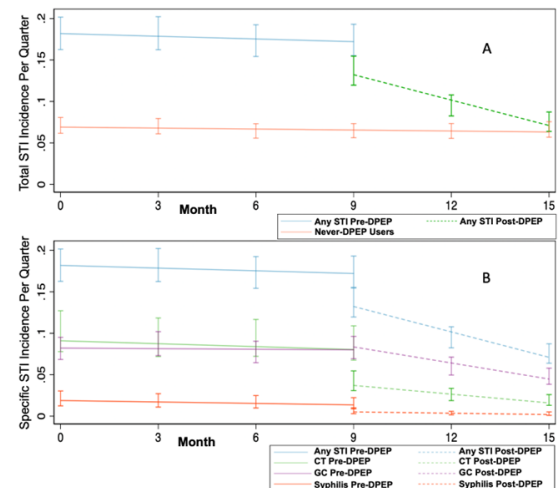 Total STI Incidence Per Quarter
.2
.15
.1
.05
0
A
0 3 6 9 12 15
Month
Any STI Pre-DPEP Any STI Post-DPEP
Never-DPEP Users
Specific STI Incidence Per Quarter
.2
.15
.1
.05
0
B
0 3 6 9 12 15
Month
Any STI Pre-DPEP Any STI Post-DPEP
CT Pre-DPEP CT Post-DPEP
GC Pre-DPEP GC Post-DPEP
Syphilis Pre-DPEP Syphilis Post-DPEP